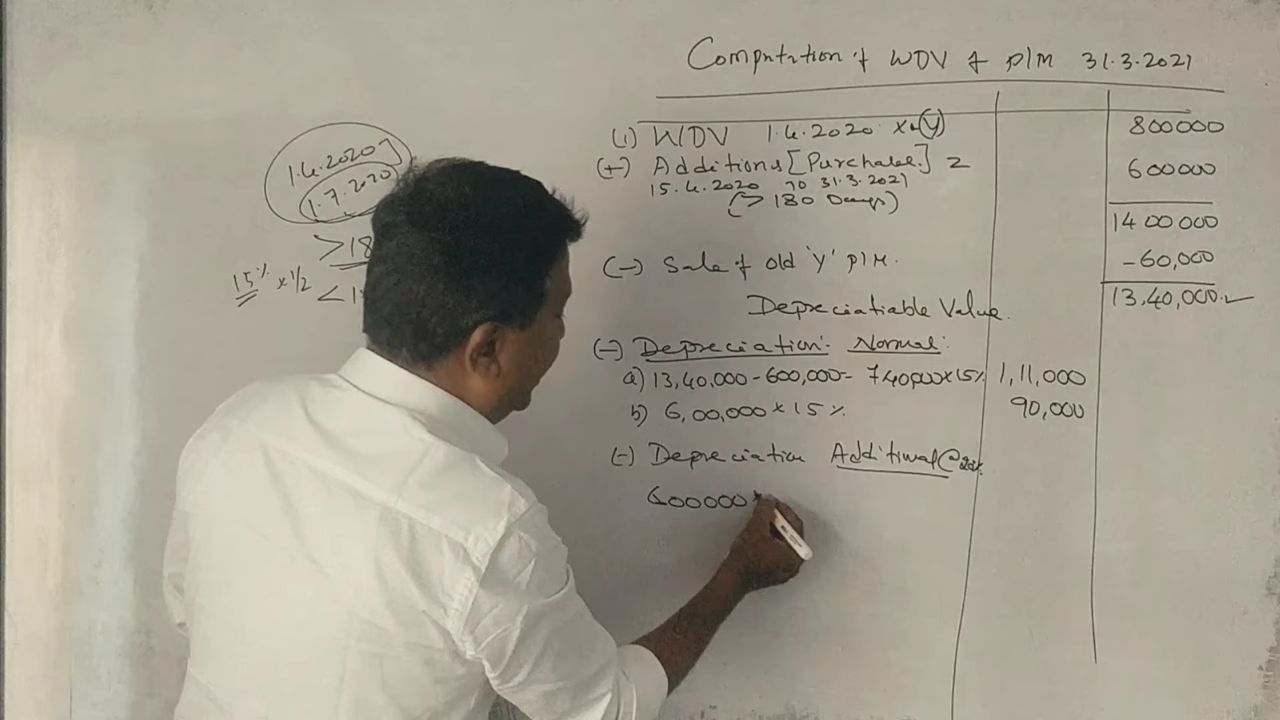 Computation of WDV of P/M 31.3.2021
(1) WDV 1.4.2020 X+Y 800000
(+) Additions [Purchase.] Z 600000
15.4.2020 to 31.3.2021
(> 180 Days)
1400000
(-) Sale of old 'Y' P/M. -60,000
Depreciatiable Value. 13,40,000.
(-) Depreciation: Normal:
a) 13,40,000-600,000- 740,000 x 15% 1,11,000
b) 6,00,000 x 15% 90,000
(-) Depreciation Additional @ 20%
600000 x
1.4.2020
1.7.2020
>18
15% x 1/2
<1